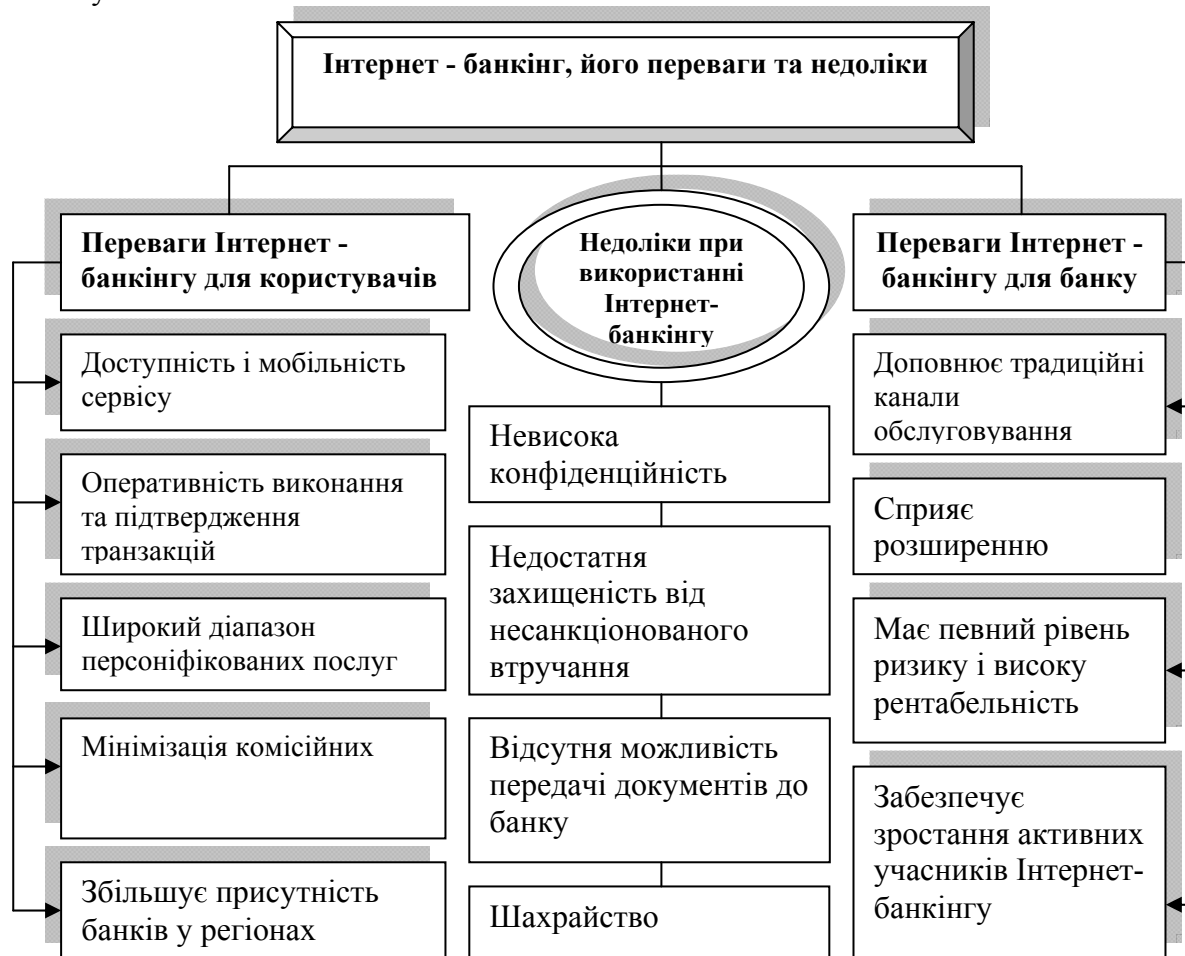 у
Інтернет - банкінг, його переваги та недоліки
Переваги Інтернет -
банкінгу для користувачів
Доступність і мобільність
сервісу
Оперативність виконання
та підтвердження
транзакцій
Широкий діапазон
персоніфікованих послуг
Мінімізація комісійних
Збільшує присутність
банків у регіонах
Недоліки при
використанні
Інтернет-
банкінгу
Невисока
конфіденційність
Недостатня
захищеність від
несанкціонованого
втручання
Відсутня можливість
передачі документів до
банку
Шахрайство
Переваги Інтернет -
банкінгу для банку
Доповнює традиційні
канали
обслуговування
Сприяє
розширенню
Має певний рівень
ризику і високу
рентабельність
Забезпечує
зростання активних
учасників Інтернет-
банкінгу